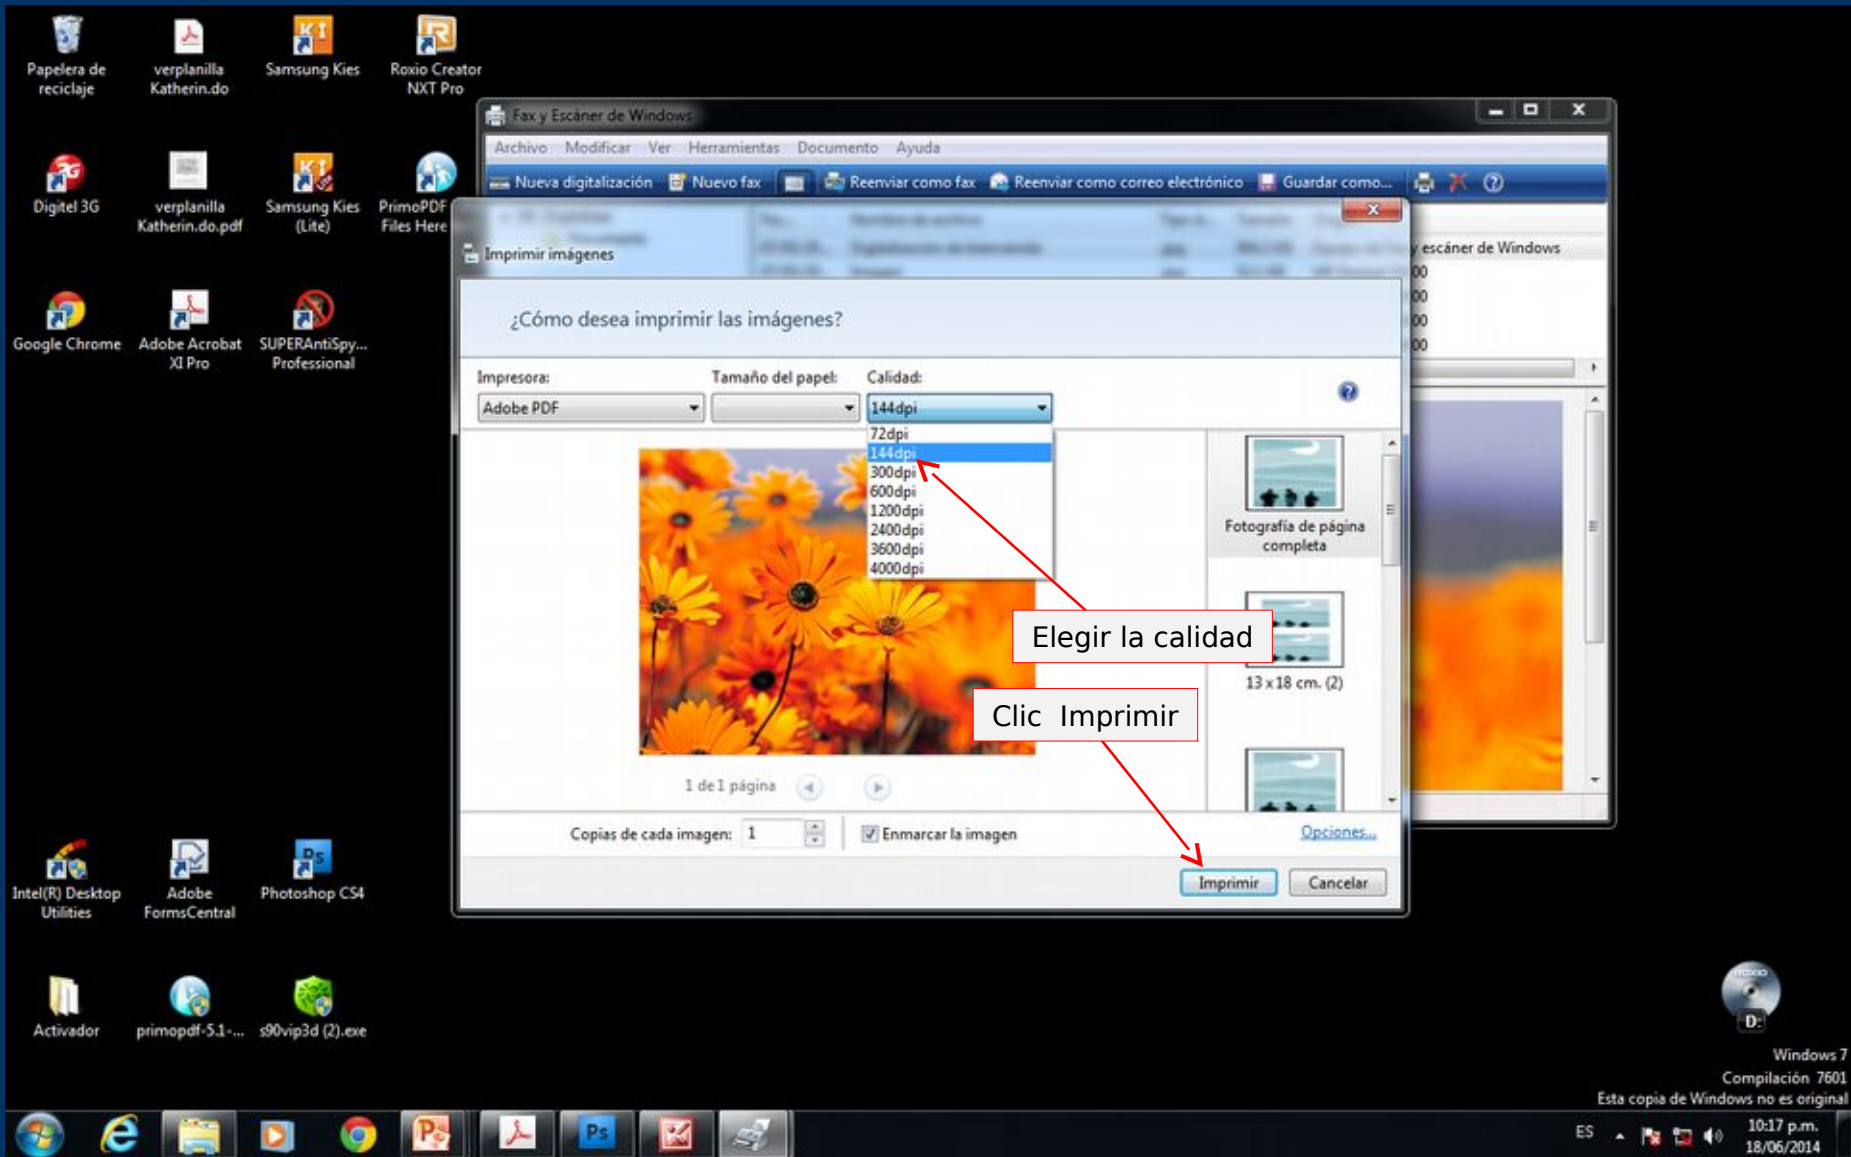 Papelera de
reciclaje
verplanilla
Katherin.do
Samsung Kies
Roxio Creator
NXT Pro
Digitel 3G
verplanilla
Katherin.do.pdf
Samsung Kies
(Lite)
PrimoPDF
Files Here
Google Chrome
Adobe Acrobat
XI Pro
SUPERAntiSpy...
Professional
Fax y Escáner de Windows
Archivo Modificar Ver Herramientas Documento Ayuda
Nueva digitalización Nuevo fax Reenviar como fax Reenviar como correo electrónico Guardar como...
y escáner de Windows
00
00
00
00
Imprimir imágenes
¿Cómo desea imprimir las imágenes?
Impresora: Tamaño del papel: Calidad:
Adobe PDF 144dpi
72dpi
144dpi
300dpi
600dpi
1200dpi
2400dpi
3600dpi
4000dpi
Fotografía de página
completa
Elegir la calidad
13 x 18 cm. (2)
Clic Imprimir
1 de 1 página
Copias de cada imagen: 1 Enmarcar la imagen Opciones...
Imprimir Cancelar
Intel(R) Desktop
Utilities
Adobe
FormsCentral
Photoshop CS4
Activador
primopdf-5.1-...
s90vip3d (2).exe
D:
Windows 7
Compilación 7601
Esta copia de Windows no es original
ES
10:17 p.m.
18/06/2014